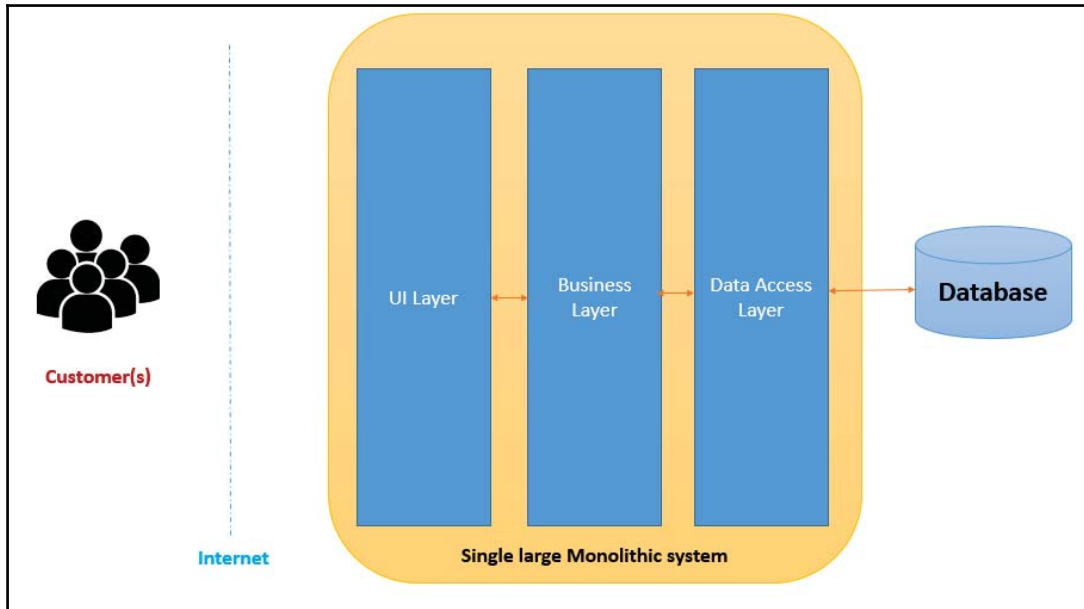 UI Layer
Business
Layer
Data Access
Layer
Database
Customer(s)
Internet
Single large Monolithic system